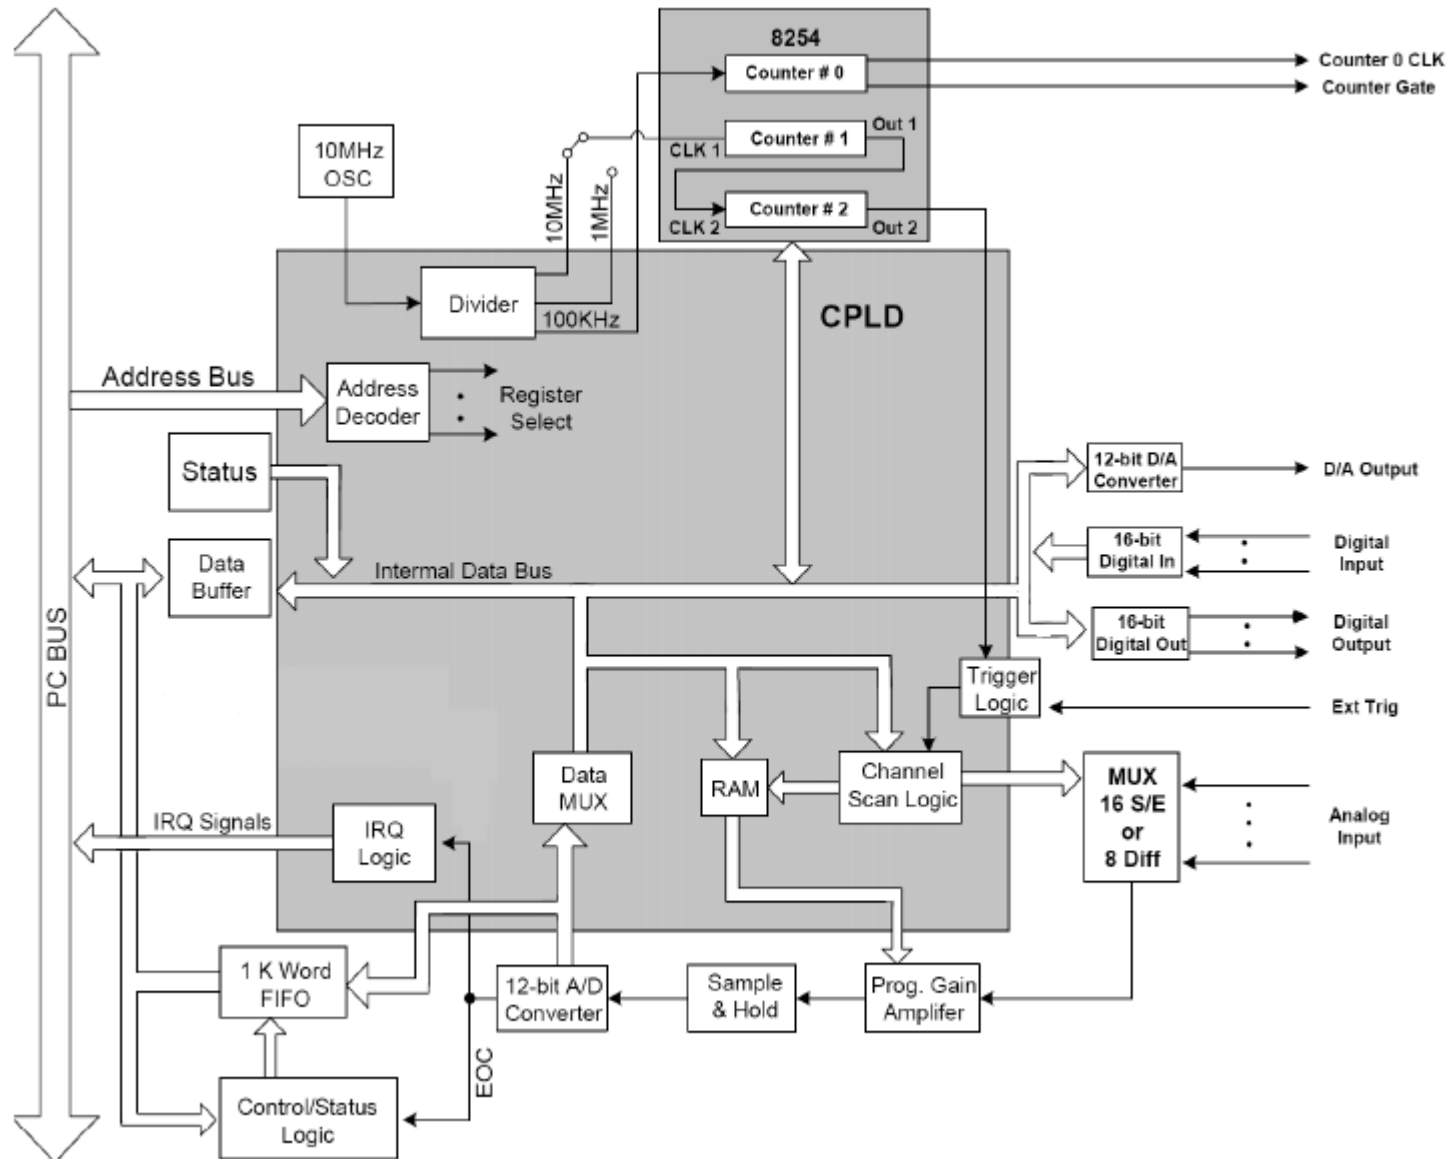 8254
Counter # 0
Counter 0 CLK
Counter Gate
10MHz
OSC
Counter # 1
Out 1
CLK 1
10MHz
1MHz
Counter # 2
CLK 2
Out 2
Divider
100KHz
CPLD
Address Bus
Address
Decoder
Register
Select
Status
12-bit D/A
Converter
D/A Output
Data
Buffer
Intermal Data Bus
16-bit
Digital In
Digital
Input
16-bit
Digital Out
Digital
Output
PC BUS
Trigger
Logic
Ext Trig
Data
MUX
RAM
Channel
Scan Logic
MUX
16 S/E
or
8 Diff
Analog
Input
IRQ Signals
IRQ
Logic
1 K Word
FIFO
12-bit A/D
Converter
Sample
& Hold
Prog. Gain
Amplifer
EOC
Control/Status
Logic